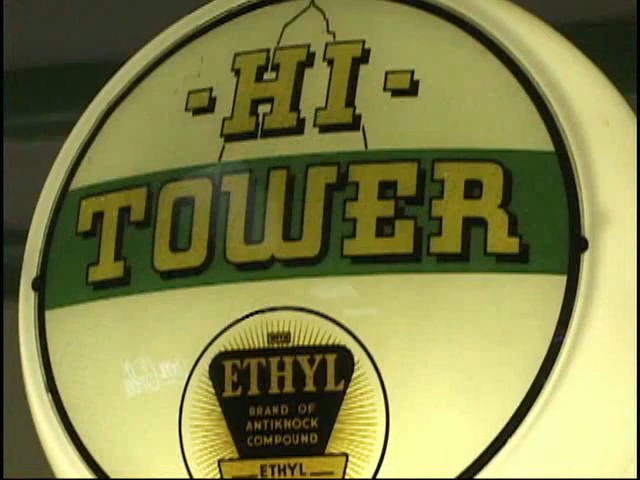 -HI-
TOWER
ETHYL
BRAND OF
ANTIKNOCK
COMPOUND
ETHYL